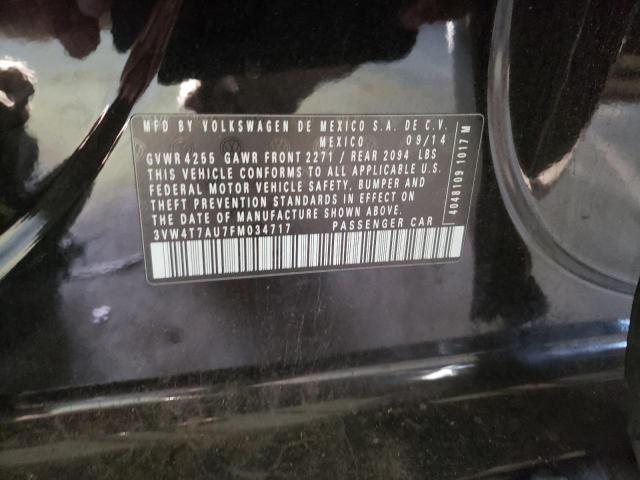 MFD BY VOLKSWAGEN DE MEXICO S.A. DE C.V.
MEXICO 09/14
GVWR 4255 GAWR FRONT 2271 / REAR 2094 LBS
THIS VEHICLE CONFORMS TO ALL APPLICABLE U.S.
FEDERAL MOTOR VEHICLE SAFETY, BUMPER AND
THEFT PREVENTION STANDARDS IN EFFECT ON
THE DATE OF MANUFACTURE SHOWN ABOVE.
3VW4T7AU7FM034717 PASSENGER CAR
4048109 1017 M